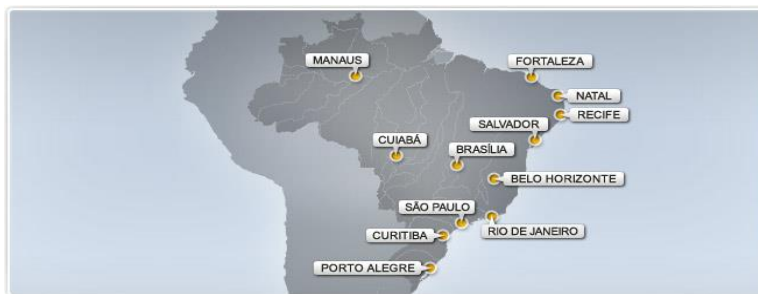 MANAUS
FORTALEZA
NATAL
RECIFE
SALVADOR
CUIABÁ
BRASÍLIA
BELO HORIZONTE
SÃO PAULO
RIO DE JANEIRO
CURITIBA
PORTO ALEGRE